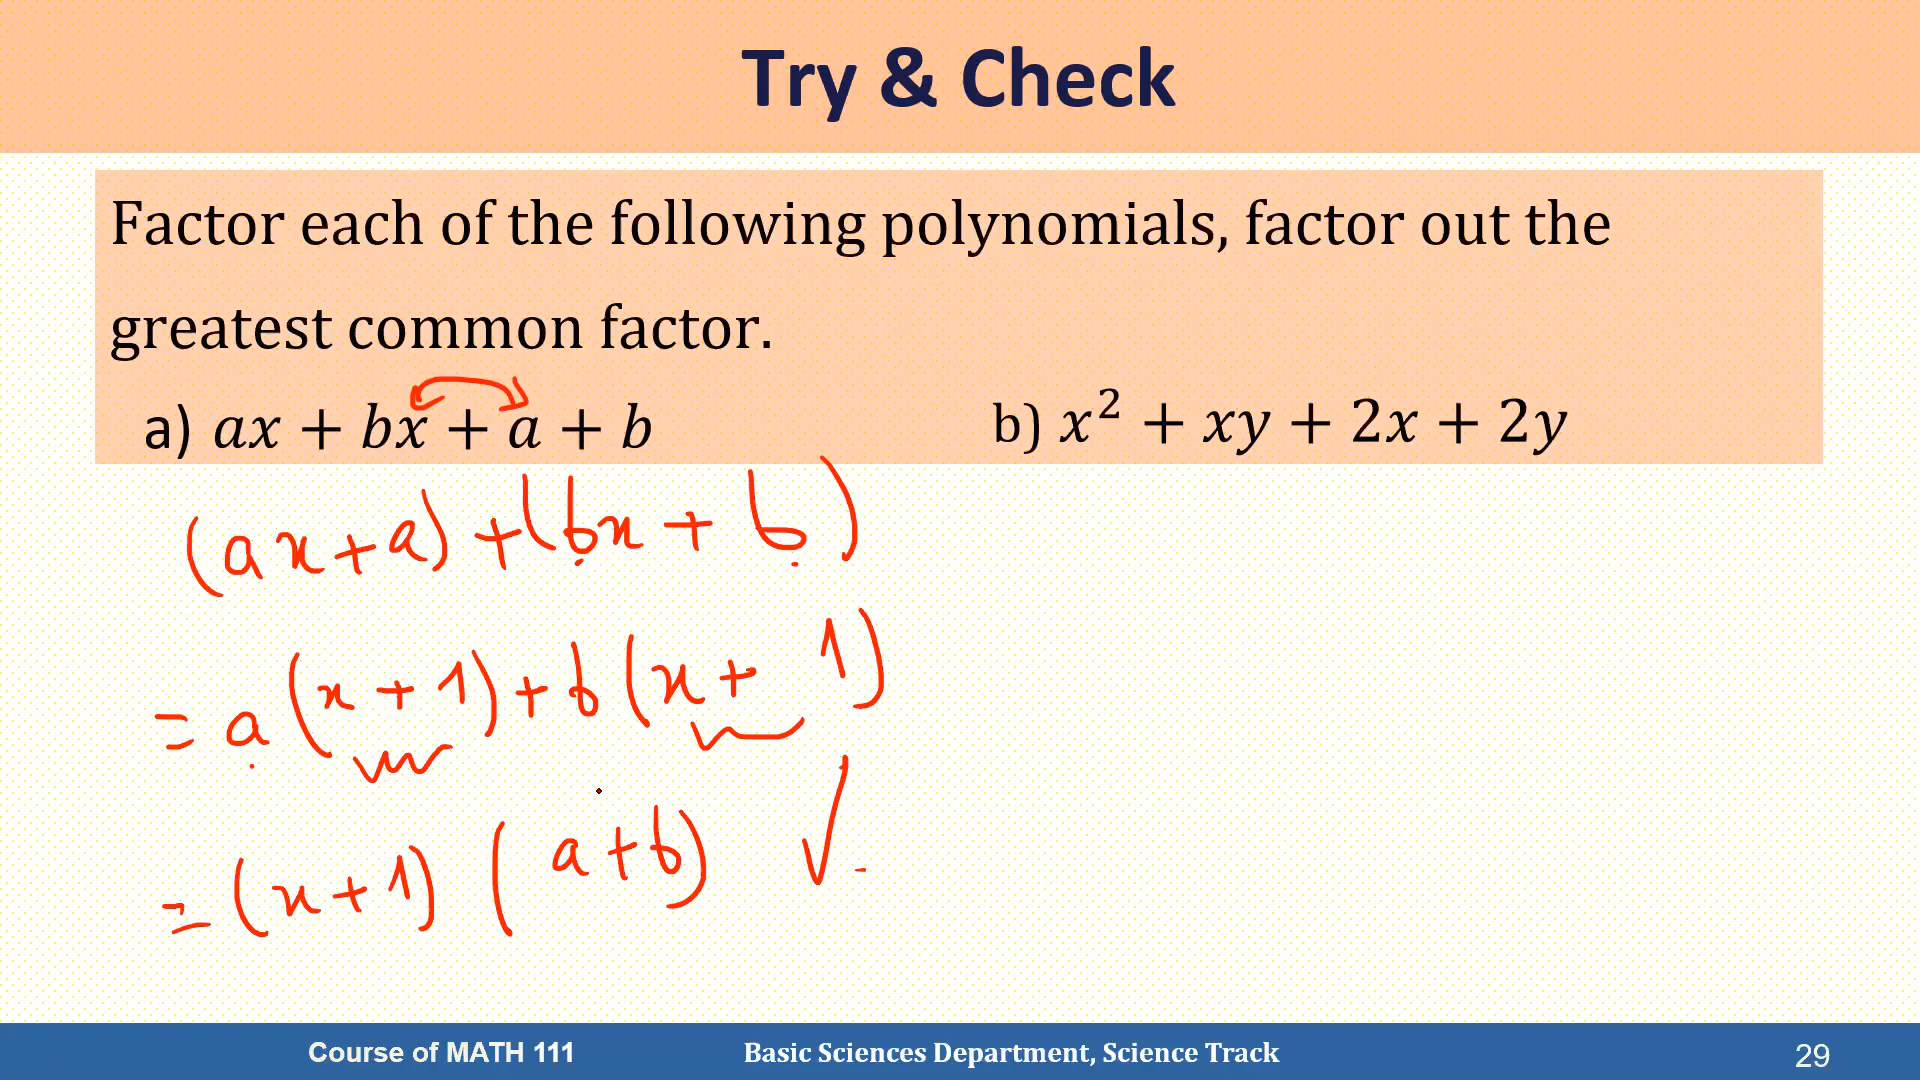 Try & Check
Factor each of the following polynomials, factor out the
greatest common factor.
a) ax + bx + a + b
b) x² + xy + 2x + 2y
(ax+a)+(bx+b)
= a(x+1)+b(x+1)
= (x+1)(a+b) √
Course of MATH 111
Basic Sciences Department, Science Track
29